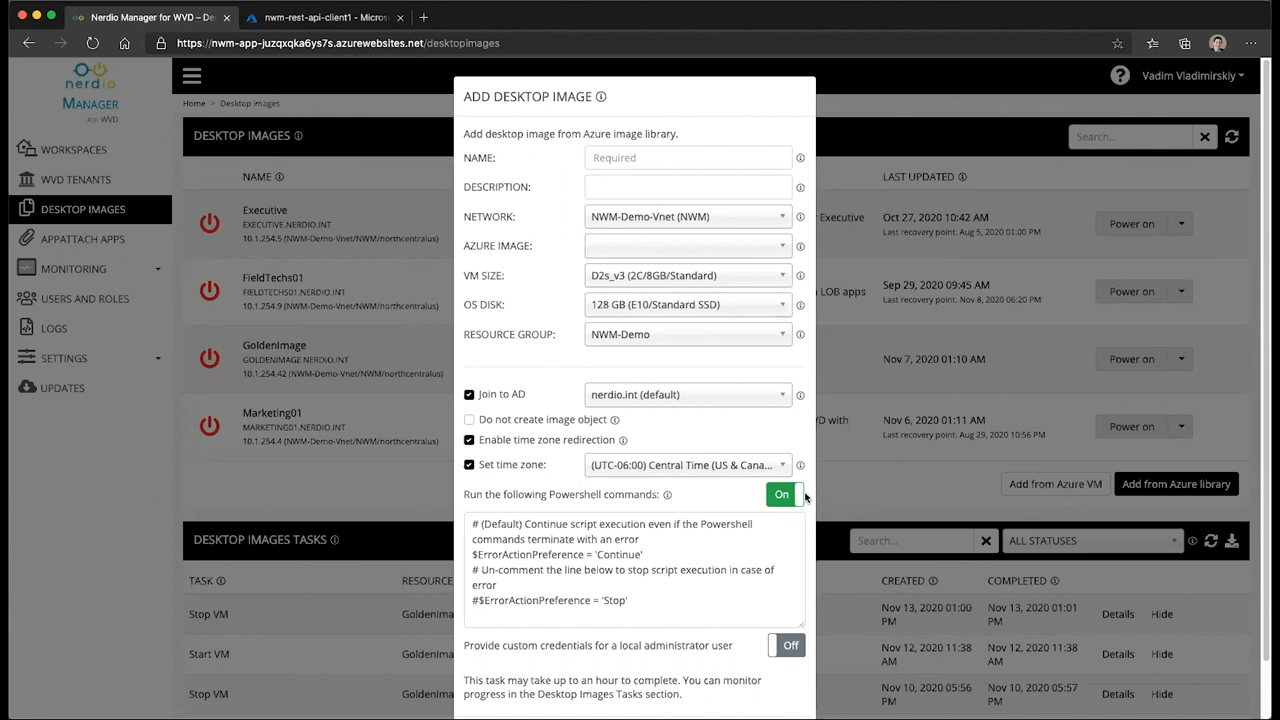 Nerdio Manager for WVD – De
nwm-rest-api-client1 - Micros
https://nwm-app-juzqxqka6ys7s.azurewebsites.net/desktopimages
nerdio
MANAGER
FOR WVD
WORKSPACES
WVD TENANTS
DESKTOP IMAGES
APPATTACH APPS
MONITORING
USERS AND ROLES
LOGS
SETTINGS
UPDATES
Vadim Vladimirskiy
Home > Desktop images
DESKTOP IMAGES
Search...
NAME
LAST UPDATED
Executive
EXECUTIVE.NERDIO.INT
10.1.254.5 (NWM-Demo-Vnet/NWM/northcentralus)
Executive
Oct 27, 2020 10:42 AM
Last recovery point: Aug 5, 2020 01:00 PM
Power on
FieldTechs01
FIELDTECHS01.NERDIO.INT
10.1.254.9 (NWM-Demo-Vnet/NWM/northcentralus)
LOB apps
Sep 29, 2020 09:45 AM
Last recovery point: Nov 8, 2020 06:20 PM
Power on
GoldenImage
GOLDENIMAGE.NERDIO.INT
10.1.254.42 (NWM-Demo-Vnet/NWM/northcentralus)
Nov 7, 2020 01:10 AM
Power on
Marketing01
MARKETING01.NERDIO.INT
10.1.254.4 (NWM-Demo-Vnet/NWM/northcentralus)
VD with
Nov 6, 2020 01:11 AM
Last recovery point: Aug 29, 2020 10:56 PM
Power on
Add from Azure VM
Add from Azure library
DESKTOP IMAGES TASKS
Search...
ALL STATUSES
TASK
RESOURCE
CREATED
COMPLETED
Stop VM
GoldenIm
Nov 13, 2020 01:00 PM
Nov 13, 2020 01:01 PM
Details
Hide
Start VM
GoldenIm
Nov 12, 2020 11:38 AM
Nov 12, 2020 11:38 AM
Details
Hide
Stop VM
GoldenIm
Nov 10, 2020 05:56 PM
Nov 10, 2020 05:57 PM
Details
Hide
ADD DESKTOP IMAGE
Add desktop image from Azure image library.
NAME:
Required
DESCRIPTION:
NETWORK:
NWM-Demo-Vnet (NWM)
AZURE IMAGE:
VM SIZE:
D2s_v3 (2C/8GB/Standard)
OS DISK:
128 GB (E10/Standard SSD)
RESOURCE GROUP:
NWM-Demo
Join to AD
nerdio.int (default)
Do not create image object
Enable time zone redirection
Set time zone:
(UTC-06:00) Central Time (US & Cana...
Run the following Powershell commands:
On
# (Default) Continue script execution even if the Powershell
commands terminate with an error
$ErrorActionPreference = 'Continue'
# Un-comment the line below to stop script execution in case of
error
#$ErrorActionPreference = 'Stop'
Provide custom credentials for a local administrator user
Off
This task may take up to an hour to complete. You can monitor
progress in the Desktop Images Tasks section.